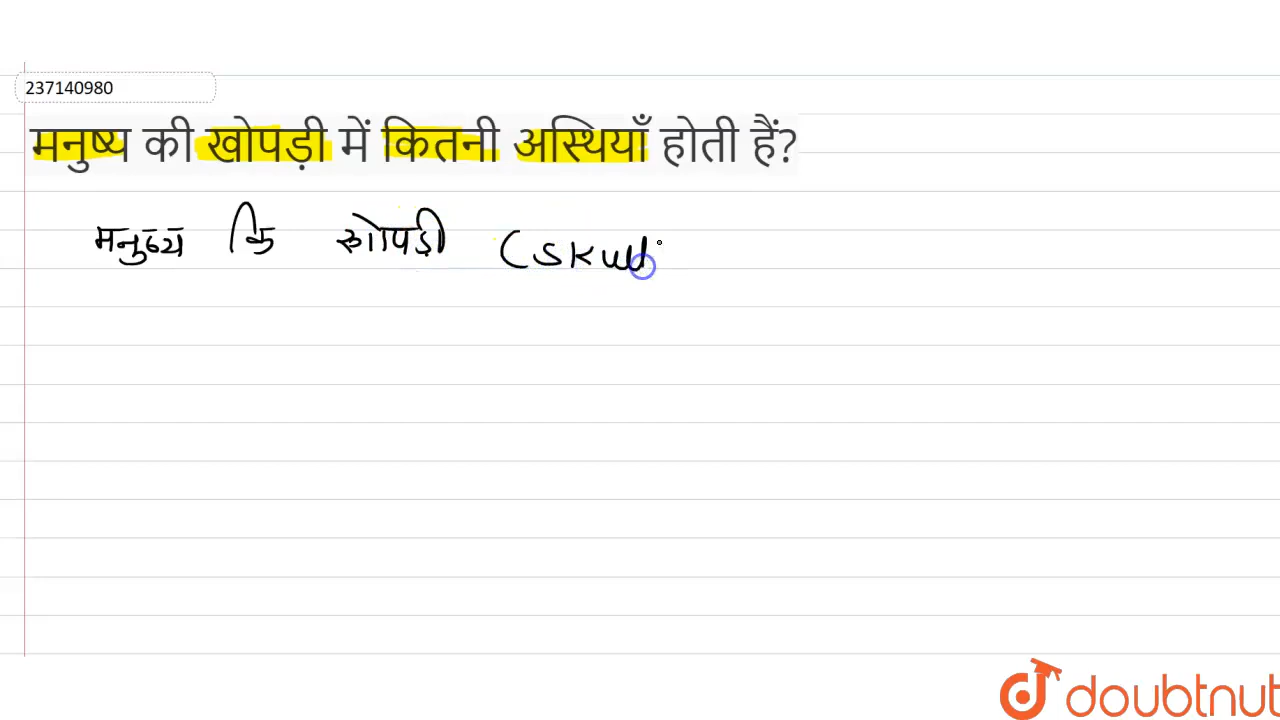 237140980
मनुष्य की खोपड़ी में कितनी अस्थियाँ होती हैं?
मनुष्य कि खोपड़ी (skull
doubtnut